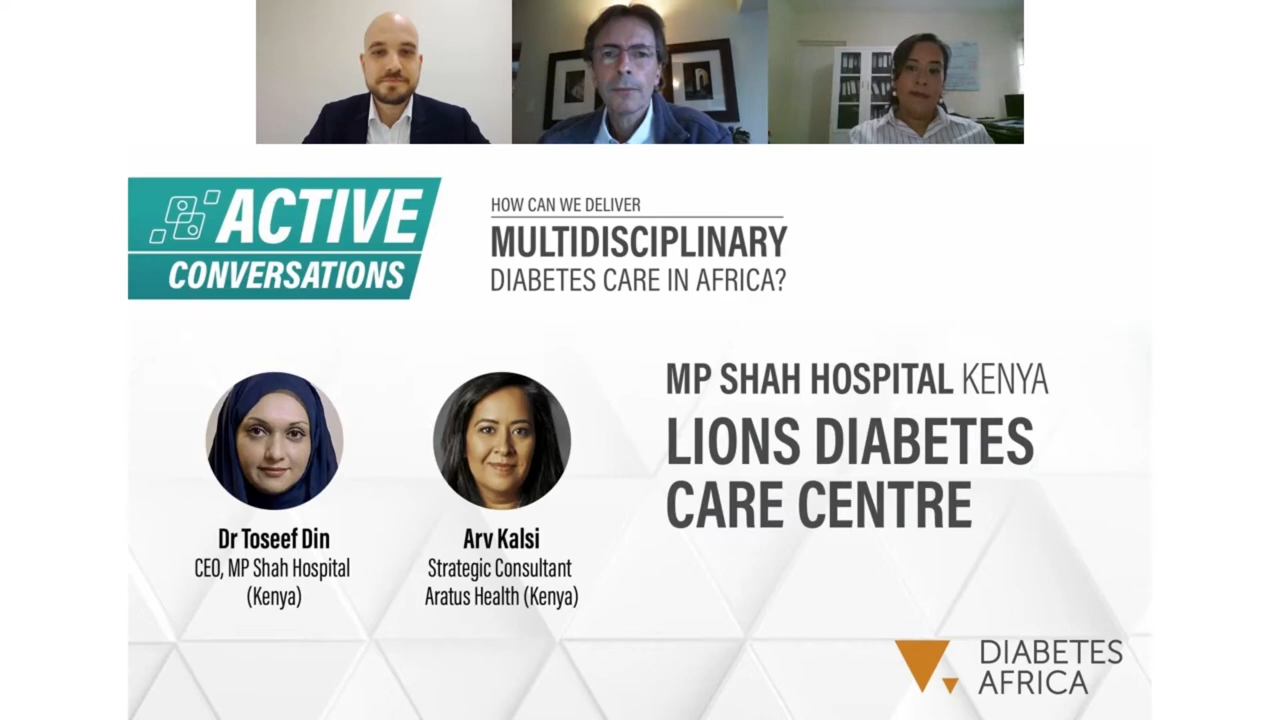 ACTIVE
CONVERSATIONS
HOW CAN WE DELIVER
MULTIDISCIPLINARY
DIABETES CARE IN AFRICA?
MP SHAH HOSPITAL KENYA
LIONS DIABETES
CARE CENTRE
Dr Toseef Din
CEO, MP Shah Hospital
(Kenya)
Arv Kalsi
Strategic Consultant
Aratus Health (Kenya)
DIABETES
AFRICA